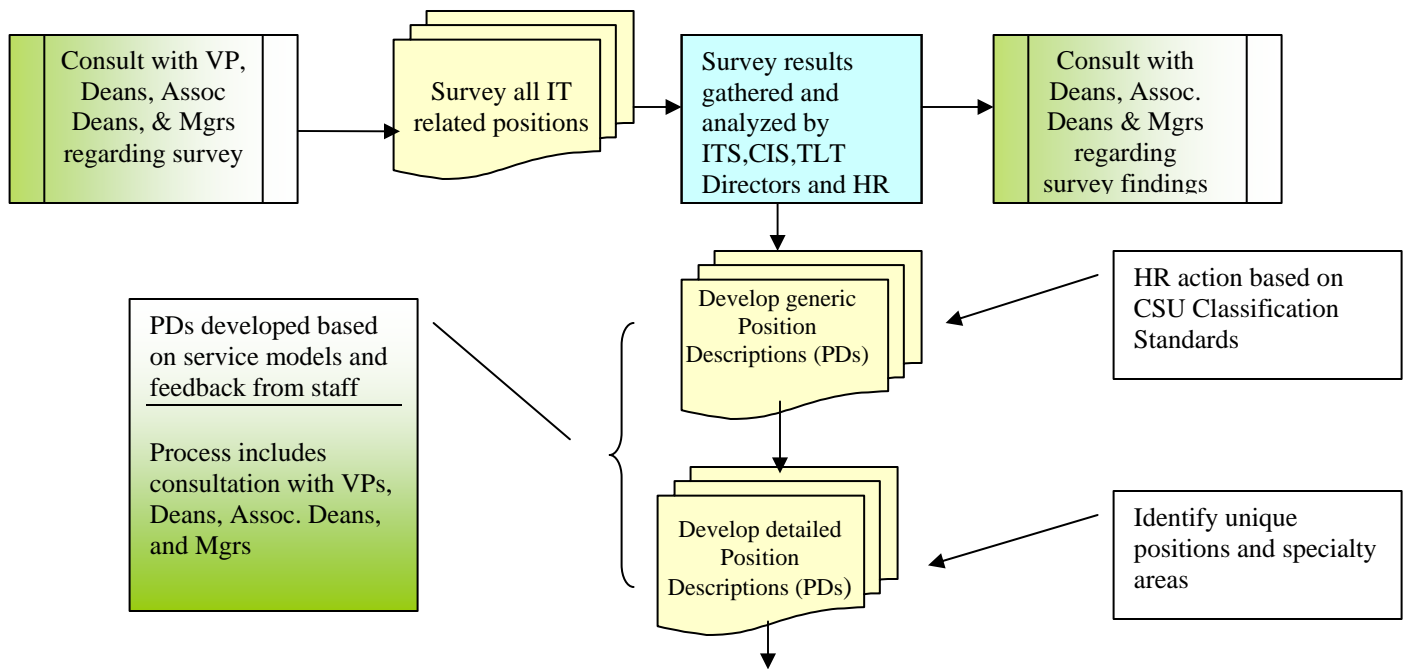 Consult with VP,
Deans, Assoc
Deans, & Mgrs
regarding survey
Survey all IT
related positions
Survey results
gathered and
analyzed by
ITS,CIS,TLT
Directors and HR
Consult with
Deans, Assoc.
Deans & Mgrs
regarding
survey findings
Develop generic
Position
Descriptions (PDs)
HR action based on
CSU Classification
Standards
PDs developed based
on service models and
feedback from staff
Process includes
consultation with VPs,
Deans, Assoc. Deans,
and Mgrs
Develop detailed
Position
Descriptions (PDs)
Identify unique
positions and specialty
areas